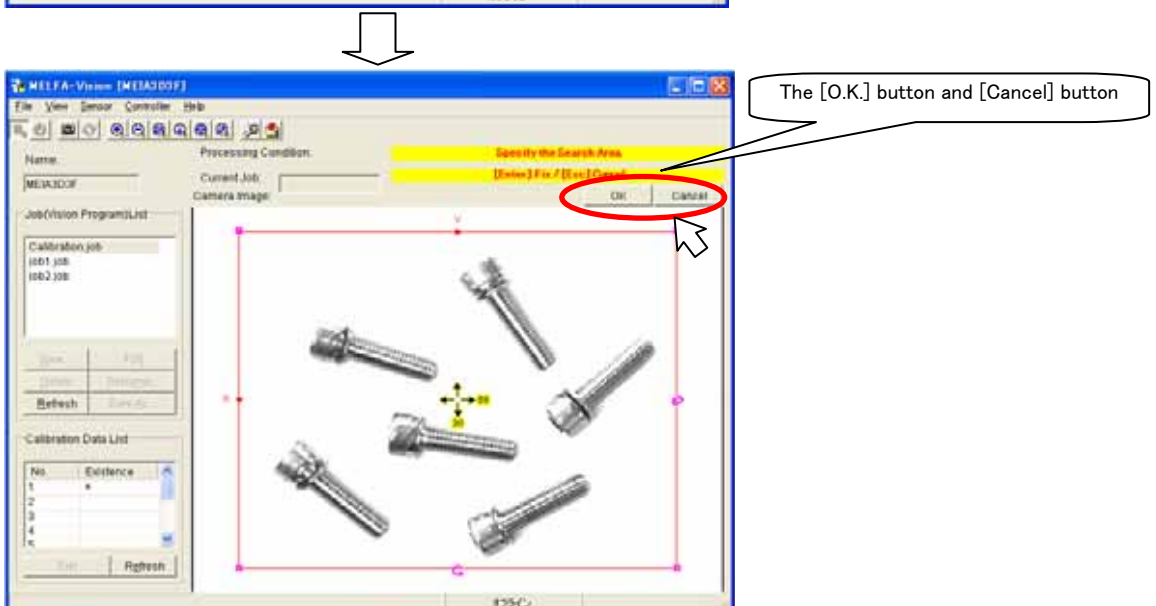 MELFA-Vision [MEIA3D3F]
File View Sensor Controller Help
The [O.K.] button and [Cancel] button
Name:
Processing Condition:
Specify the Search Area.
MEIA3D3F
Current Job:
[Enter] Fix / [Esc] Cancel
Camera Image:
OK Cancel
Job(Vision Program)List
Calibration.job
job1.job
job2.job
Refresh
Calibration Data List
No. Existence
1 *
2
3
4
5
Refresh